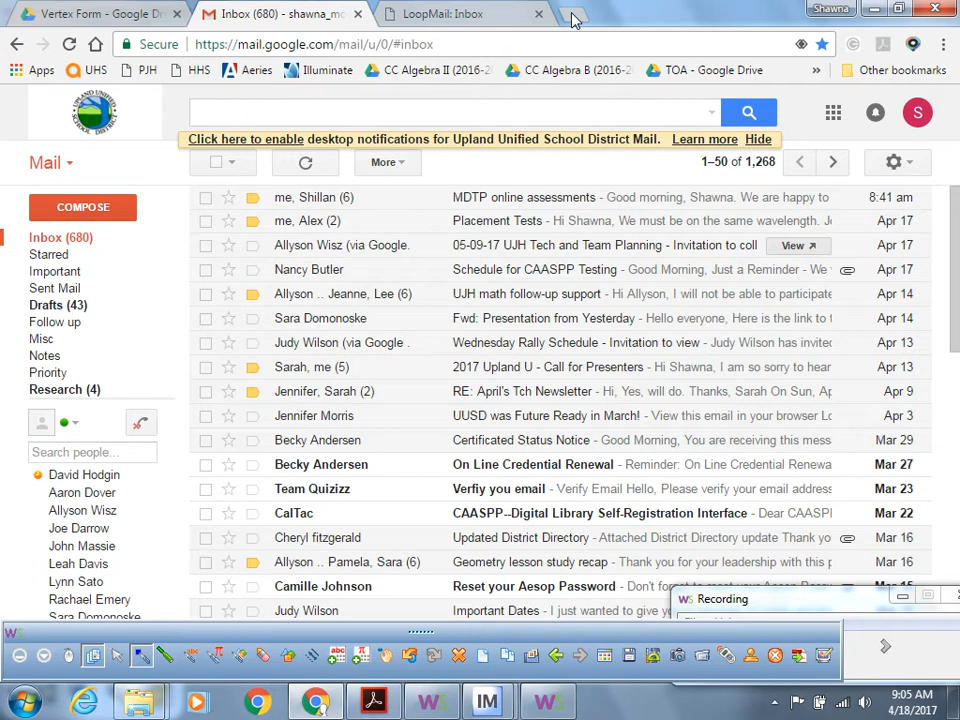 Vertex Form - Google Dri
Inbox (680) - shawna_mc
LoopMail: Inbox
Shawna
Secure
https://mail.google.com/mail/u/0/#inbox
Apps UHS PJH HHS Aeries Illuminate CC Algebra II (2016-2 CC Algebra B (2016-2 TOA - Google Drive » Other bookmarks
S
Click here to enable desktop notifications for Upland Unified School District Mail. Learn more Hide
Mail
More
1–50 of 1,268
COMPOSE
Inbox (680)
Starred
Important
Sent Mail
Drafts (43)
Follow up
Misc
Notes
Priority
Research (4)
Search people...
David Hodgin
Aaron Dover
Allyson Wisz
Joe Darrow
John Massie
Leah Davis
Lynn Sato
Rachael Emery
Sara Domonoske
me, Shillan (6) MDTP online assessments - Good morning, Shawna. We are happy to 8:41 am
me, Alex (2) Placement Tests - Hi Shawna, We must be on the same wavelength. Apr 17
Allyson Wisz (via Google. 05-09-17 UJH Tech and Team Planning - Invitation to coll View Apr 17
Nancy Butler Schedule for CAASPP Testing - Good Morning, Just a Reminder - We Apr 17
Allyson .. Jeanne, Lee (6) UJH math follow-up support - Hi Allyson, I will not be able to participate Apr 14
Sara Domonoske Fwd: Presentation from Yesterday - Hello everyone, Here is the link to Apr 14
Judy Wilson (via Google . Wednesday Rally Schedule - Invitation to view - Judy Wilson has invited Apr 13
Sarah, me (5) 2017 Upland U - Call for Presenters - Hi Shawna, I am so sorry to hear Apr 13
Jennifer, Sarah (2) RE: April's Tch Newsletter - Hi, Yes, will do. Thanks, Sarah On Sun, Apr 9
Jennifer Morris UUSD was Future Ready in March! - View this email in your browser Apr 3
Becky Andersen Certificated Status Notice - Good Morning, You are receiving this mess Mar 29
Becky Andersen On Line Credential Renewal - Reminder: On Line Credential Renewal Mar 27
Team Quizizz Verfiy you email - Verify Email Hello, Please verify your email address Mar 23
CalTac CAASPP--Digital Library Self-Registration Interface - Dear CAASPP Mar 22
Cheryl fitzgerald Updated District Directory - Attached District Directory update Thank yo Mar 16
Allyson .. Pamela, Sara (6) Geometry lesson study recap - Thank you for your leadership with this Mar 16
Camille Johnson Reset your Aesop Password - Don't
Judy Wilson Important Dates - I just wanted to give
WS Recording
WS
WS
IM
WS
9:05 AM
4/18/2017